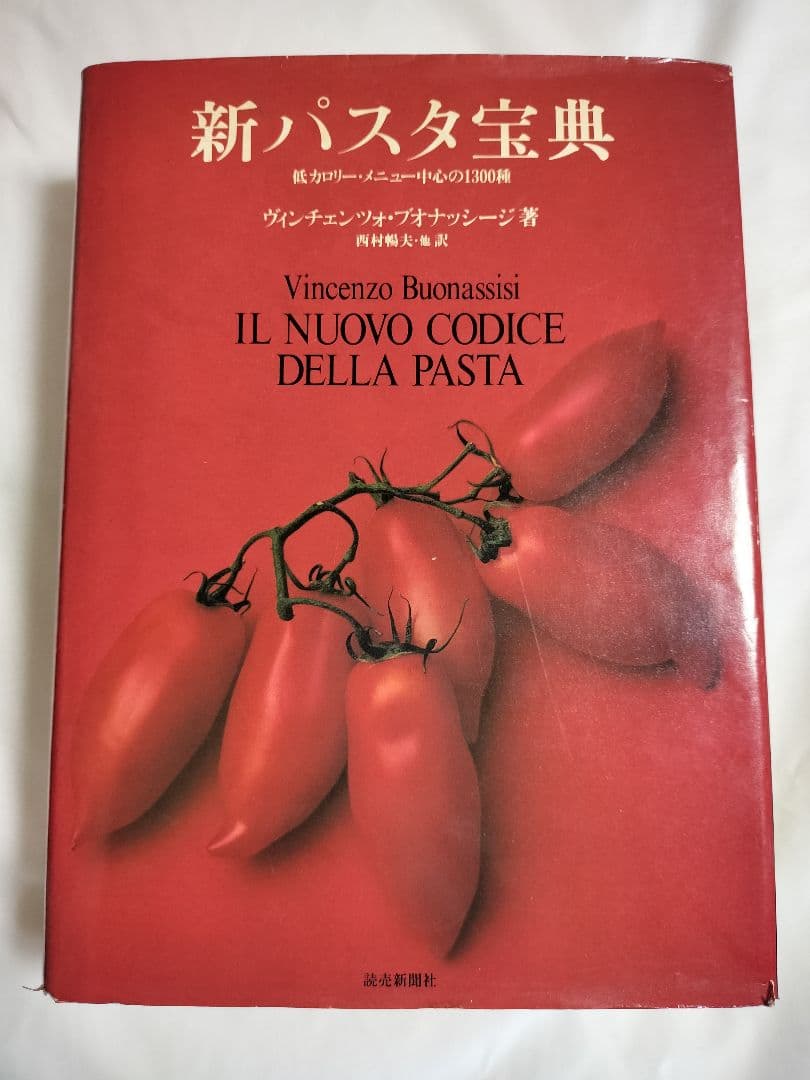 新パスタ宝典
低カロリー・メニュー中心の1300種
ヴィンチェンツォ・ブオナッシージ著
西村暢夫・他訳
Vincenzo Buonassisi
IL NUOVO CODICE
DELLA PASTA
読売新聞社